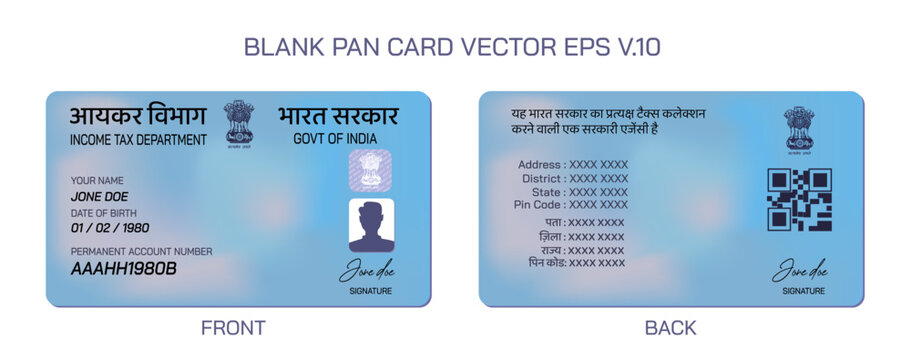 BLANK PAN CARD VECTOR EPS V.10
आयकर विभाग
INCOME TAX DEPARTMENT
भारत सरकार
GOVT OF INDIA
YOUR NAME
JONE DOE
DATE OF BIRTH
01 / 02 / 1980
PERMANENT ACCOUNT NUMBER
AAAHH1980B
Jone doe
SIGNATURE
FRONT
यह भारत सरकार का प्रत्यक्ष टैक्स कलेक्शन
करने वाली एक सरकारी एजेंसी है
Address : XXXX XXXX
District : XXXX XXXX
State : XXXX XXXX
Pin Code : XXXX XXXX
पता : XXXX XXXX
ज़िला : XXXX XXXX
राज्य : XXXX XXXX
पिन कोड: XXXX XXXX
Jone doe
SIGNATURE
BACK